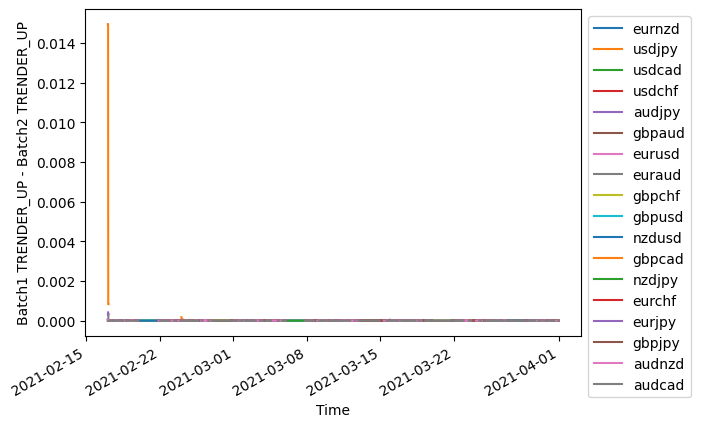 Batch1 TRENDER_UP - Batch2 TRENDER_UP
0.014
0.012
0.010
0.008
0.006
0.004
0.002
0.000
2021-02-15
2021-02-22
2021-03-01
2021-03-08
2021-03-15
2021-03-22
2021-04-01
Time
eurnzd
usdjpy
usdcad
usdchf
audjpy
gbpaud
eurusd
euraud
gbpchf
gbpusd
nzdusd
gbpcad
nzdjpy
eurchf
eurjpy
gbpjpy
audnzd
audcad